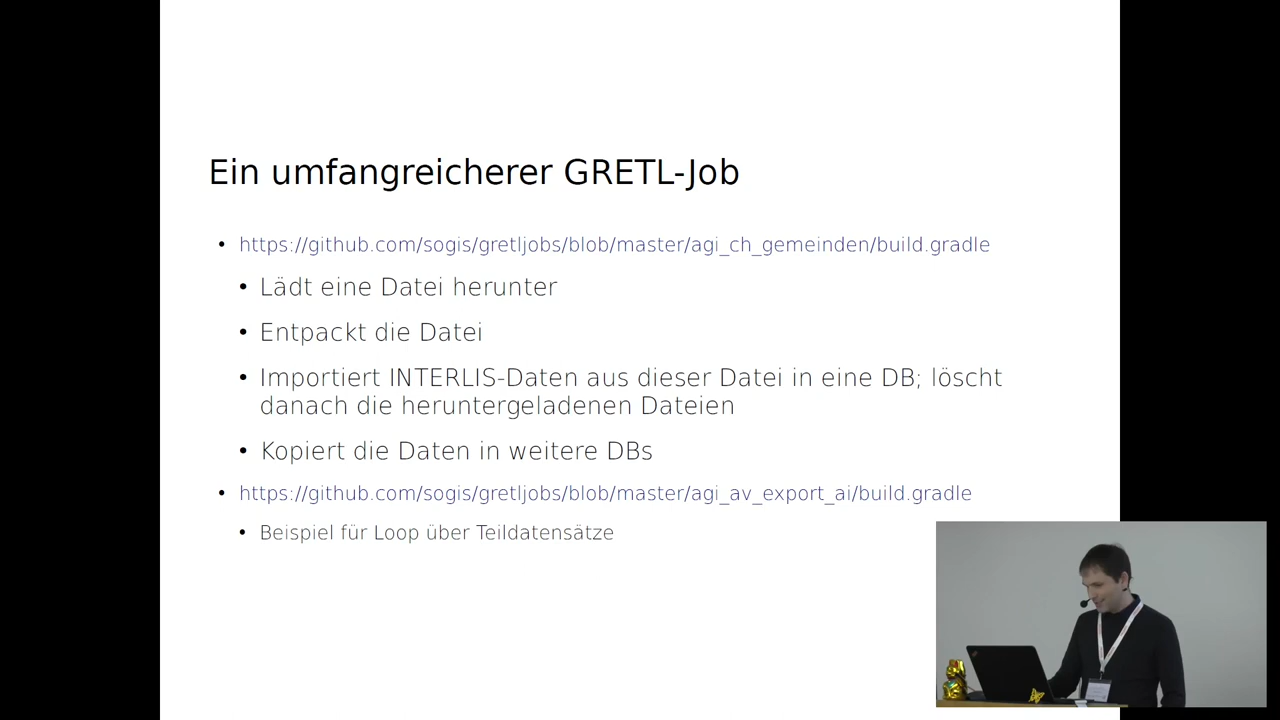 Ein umfangreicherer GRETL-Job
• https://github.com/sogis/gretljobs/blob/master/agi_ch_gemeinden/build.gradle
• Lädt eine Datei herunter
• Entpackt die Datei
• Importiert INTERLIS-Daten aus dieser Datei in eine DB; löscht
danach die heruntergeladenen Dateien
• Kopiert die Daten in weitere DBs
• https://github.com/sogis/gretljobs/blob/master/agi_av_export_ai/build.gradle
• Beispiel für Loop über Teildatensätze